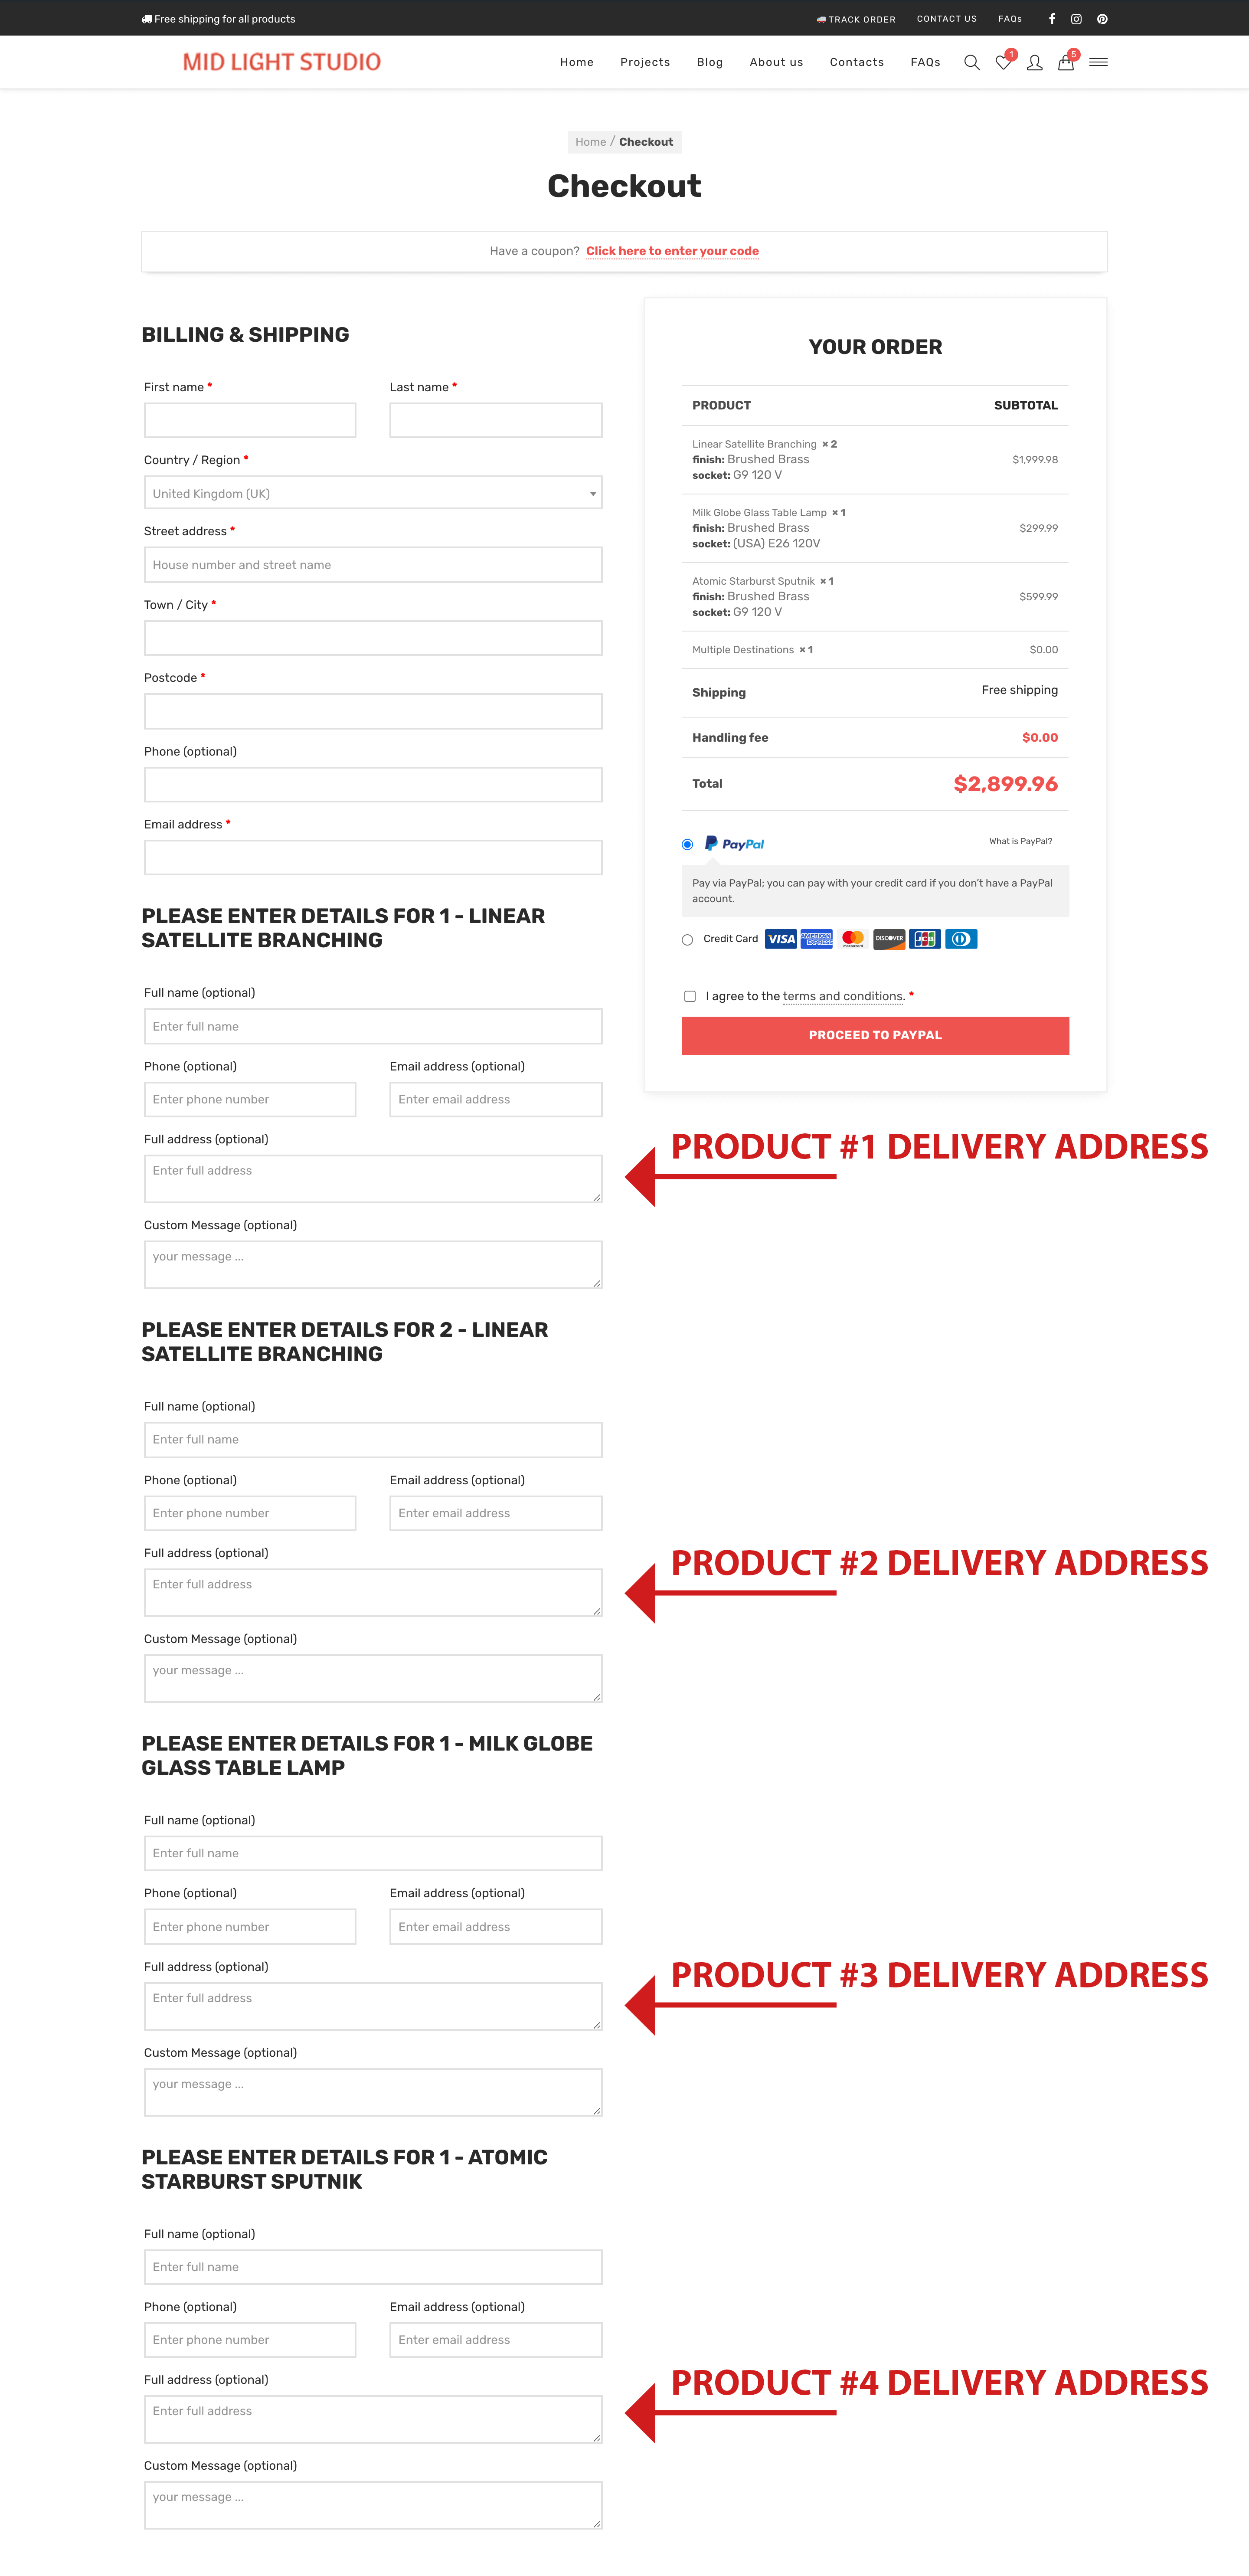 Free shipping for all products
TRACK ORDER CONTACT US FAQs
MID LIGHT STUDIO
Home Projects Blog About us Contacts FAQs 1 5
Home / Checkout
Checkout
Have a coupon? Click here to enter your code
BILLING & SHIPPING
First name * Last name *
Country / Region *
United Kingdom (UK)
Street address *
House number and street name
Town / City *
Postcode *
Phone (optional)
Email address *
YOUR ORDER
PRODUCT SUBTOTAL
Linear Satellite Branching × 2
finish: Brushed Brass
socket: G9 120 V
$1,999.98
Milk Globe Glass Table Lamp × 1
finish: Brushed Brass
socket: (USA) E26 120V
$299.99
Atomic Starburst Sputnik × 1
finish: Brushed Brass
socket: G9 120 V
$599.99
Multiple Destinations × 1 $0.00
Shipping Free shipping
Handling fee $0.00
Total $2,899.96
PayPal What is PayPal?
Pay via PayPal; you can pay with your credit card if you don't have a PayPal
account.
Credit Card VISA AMERICAN EXPRESS mastercard DISCOVER JCB
I agree to the terms and conditions. *
PROCEED TO PAYPAL
PLEASE ENTER DETAILS FOR 1 - LINEAR
SATELLITE BRANCHING
Full name (optional)
Enter full name
Phone (optional) Email address (optional)
Enter phone number Enter email address
Full address (optional)
Enter full address
PRODUCT #1 DELIVERY ADDRESS
Custom Message (optional)
your message ...
PLEASE ENTER DETAILS FOR 2 - LINEAR
SATELLITE BRANCHING
Full name (optional)
Enter full name
Phone (optional) Email address (optional)
Enter phone number Enter email address
Full address (optional)
Enter full address
PRODUCT #2 DELIVERY ADDRESS
Custom Message (optional)
your message ...
PLEASE ENTER DETAILS FOR 1 - MILK GLOBE
GLASS TABLE LAMP
Full name (optional)
Enter full name
Phone (optional) Email address (optional)
Enter phone number Enter email address
Full address (optional)
Enter full address
PRODUCT #3 DELIVERY ADDRESS
Custom Message (optional)
your message ...
PLEASE ENTER DETAILS FOR 1 - ATOMIC
STARBURST SPUTNIK
Full name (optional)
Enter full name
Phone (optional) Email address (optional)
Enter phone number Enter email address
Full address (optional)
Enter full address
PRODUCT #4 DELIVERY ADDRESS
Custom Message (optional)
your message ...